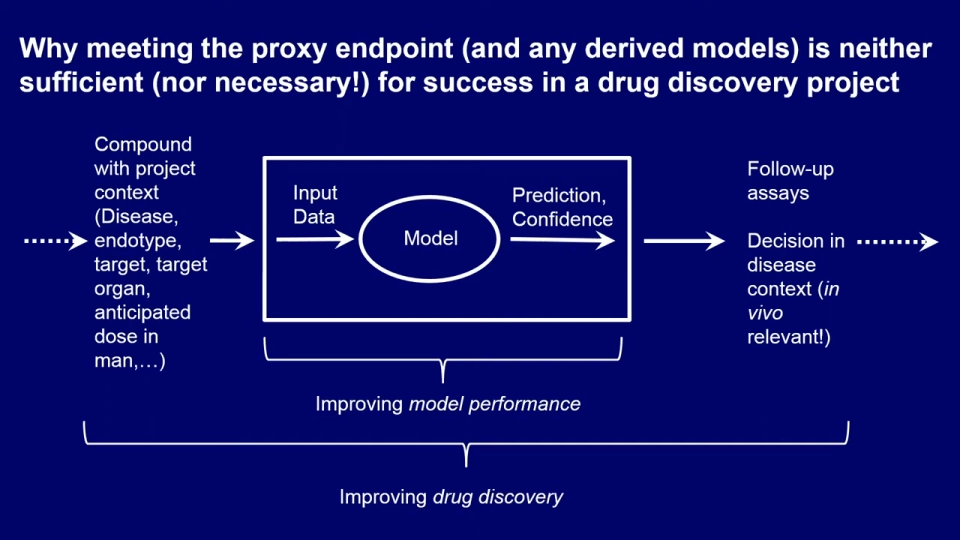 Why meeting the proxy endpoint (and any derived models) is neither
sufficient (nor necessary!) for success in a drug discovery project
Compound
with project
context
(Disease,
endotype,
target, target
organ,
anticipated
dose in
man,…)
Input
Data
Model
Prediction,
Confidence
Follow-up
assays
Decision in
disease
context (in
vivo
relevant!)
Improving model performance
Improving drug discovery